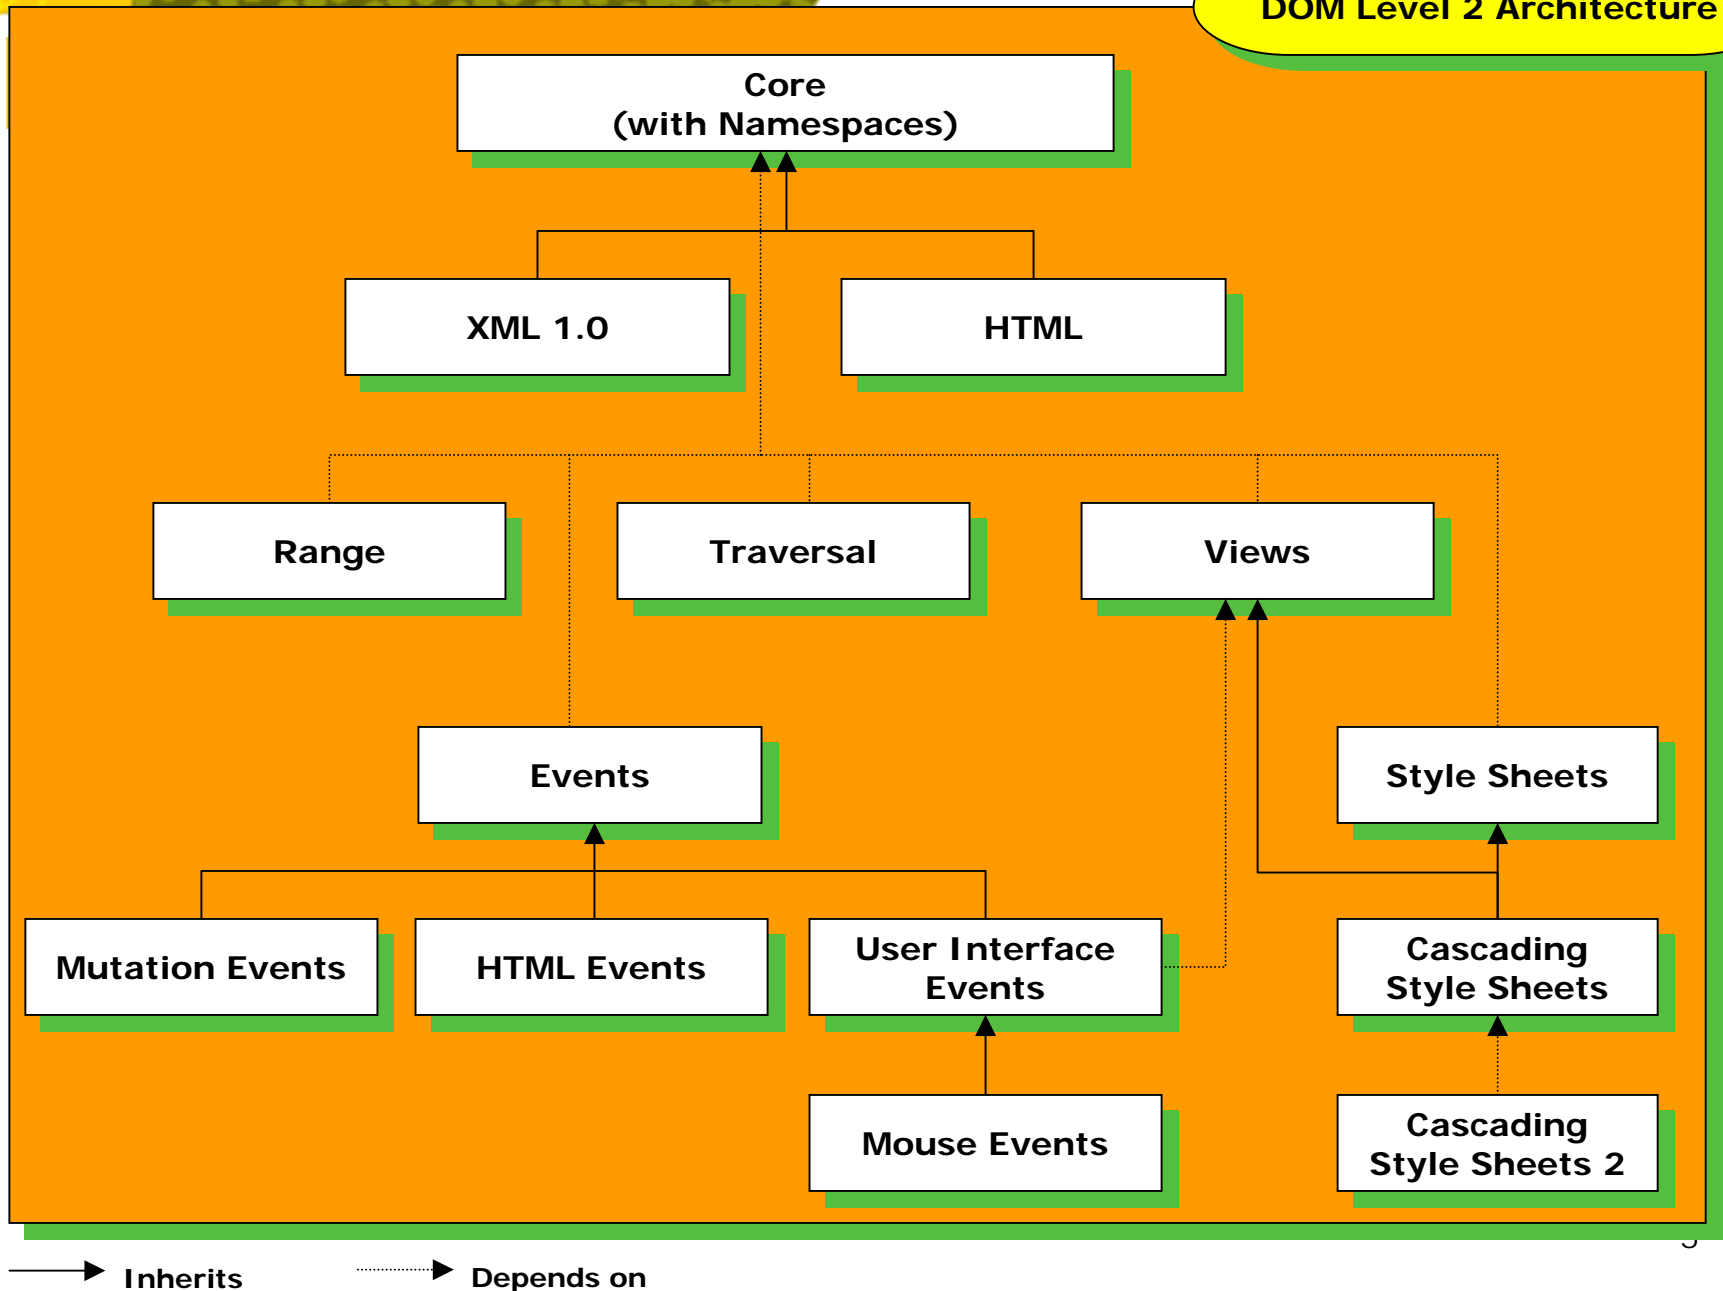 DOM Level 2 Architecture
Core
(with Namespaces)
XML 1.0
HTML
Range
Traversal
Views
Events
Style Sheets
Mutation Events
HTML Events
User Interface
Events
Cascading
Style Sheets
Mouse Events
Cascading
Style Sheets 2
Inherits
Depends on